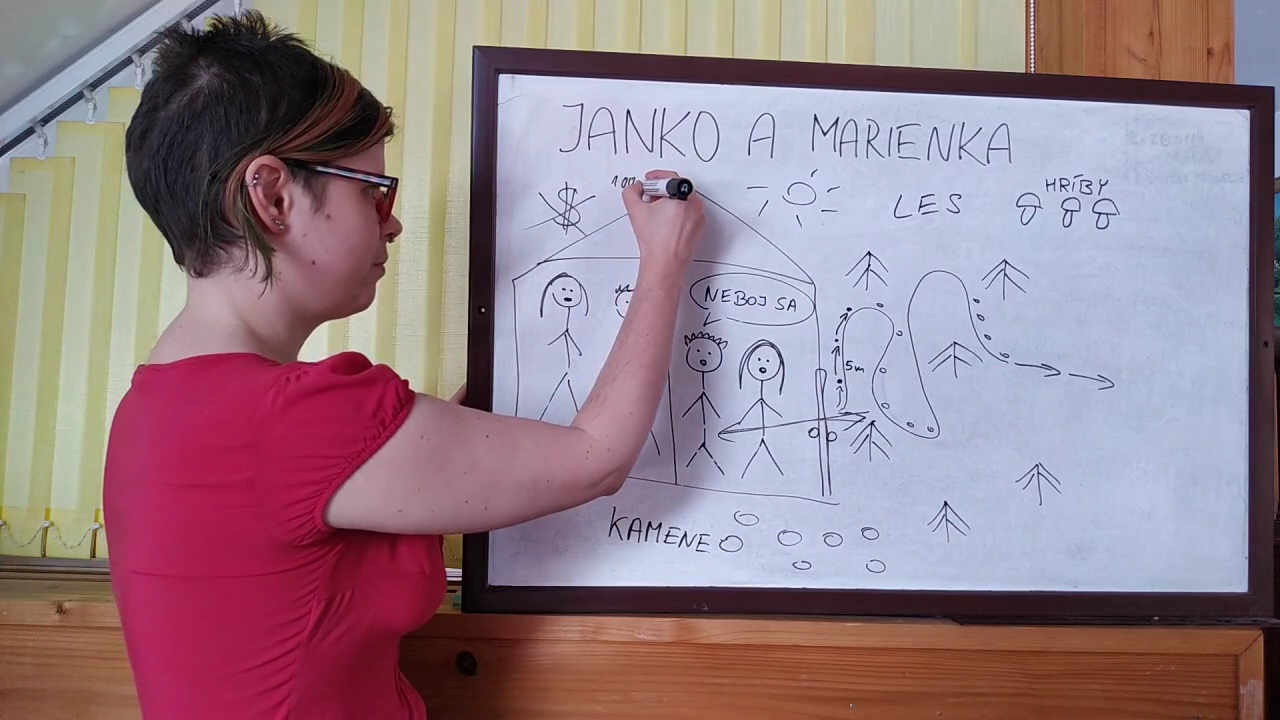 JANKO A MARIENKA
$
LES
HRÍBY
NEBOJ SA
5m
KAMENE